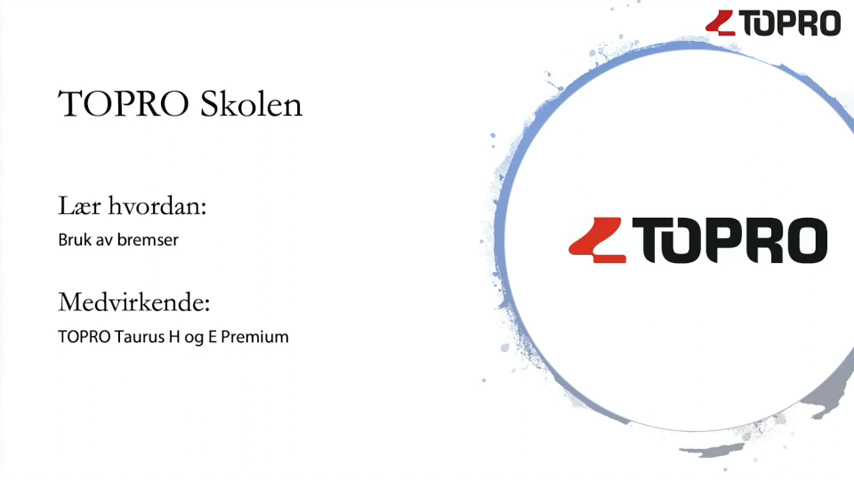 TOPRO
TOPRO Skolen
Lær hvordan:
Bruk av bremser
TOPRO
Medvirkende:
TOPRO Taurus H og E Premium